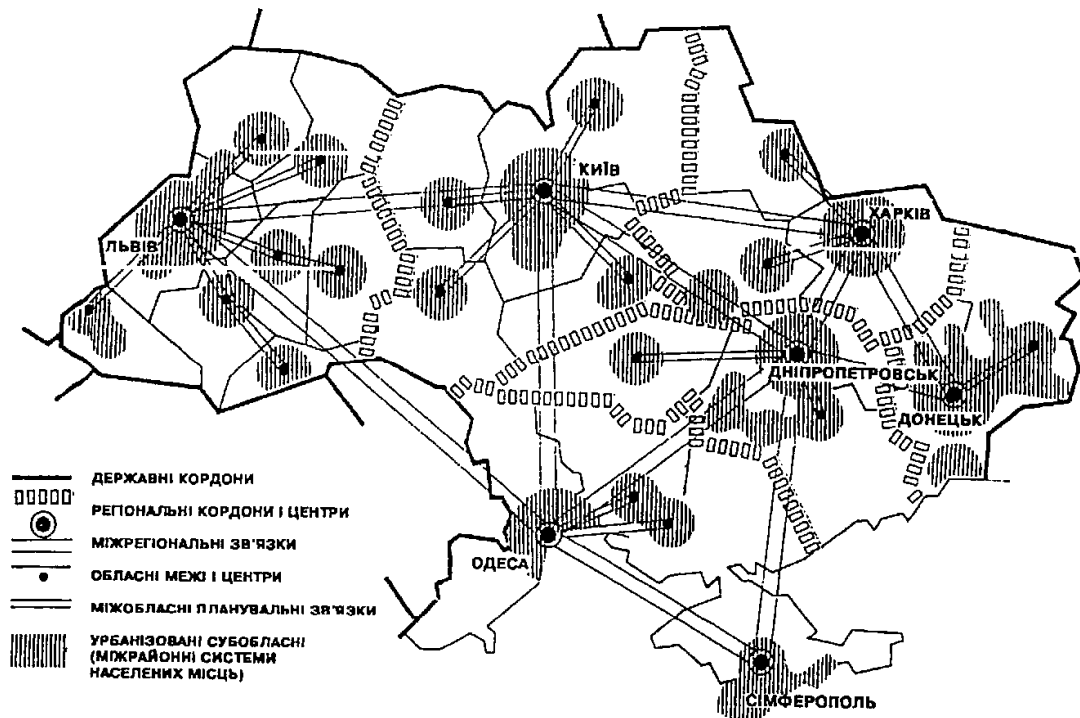 КИЇВ
ХАРКІВ
ЛЬВІВ
ДНІПРОПЕТРОВСЬК
ДОНЕЦЬК
ОДЕСА
СІМФЕРОПОЛЬ
ДЕРЖАВНІ КОРДОНИ
РЕГІОНАЛЬНІ КОРДОНИ І ЦЕНТРИ
МІЖРЕГІОНАЛЬНІ ЗВ'ЯЗКИ
ОБЛАСНІ МЕЖІ І ЦЕНТРИ
МІЖОБЛАСНІ ПЛАНУВАЛЬНІ ЗВ'ЯЗКИ
УРБАНІЗОВАНІ СУБОБЛАСНІ
(МІЖРАЙОННІ СИСТЕМИ
НАСЕЛЕНИХ МІСЦЬ)